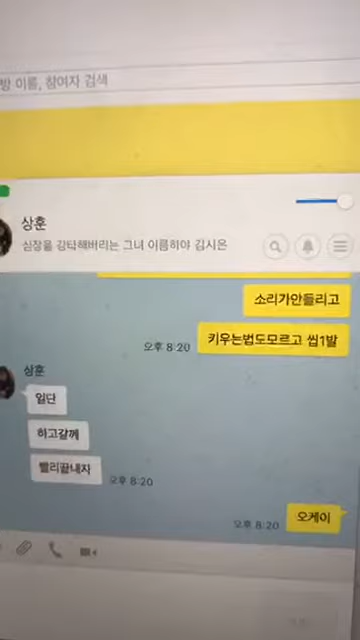 방 이름, 참여자 검색
상훈
심장을 강탈해버리는 그녀 이름히야 김시은
소리가안들리고
키우는법도모르고 씹1발
오후 8:20
상훈
일단
하고갈께
빨리끝내자
오후 8:20
오케이
오후 8:20